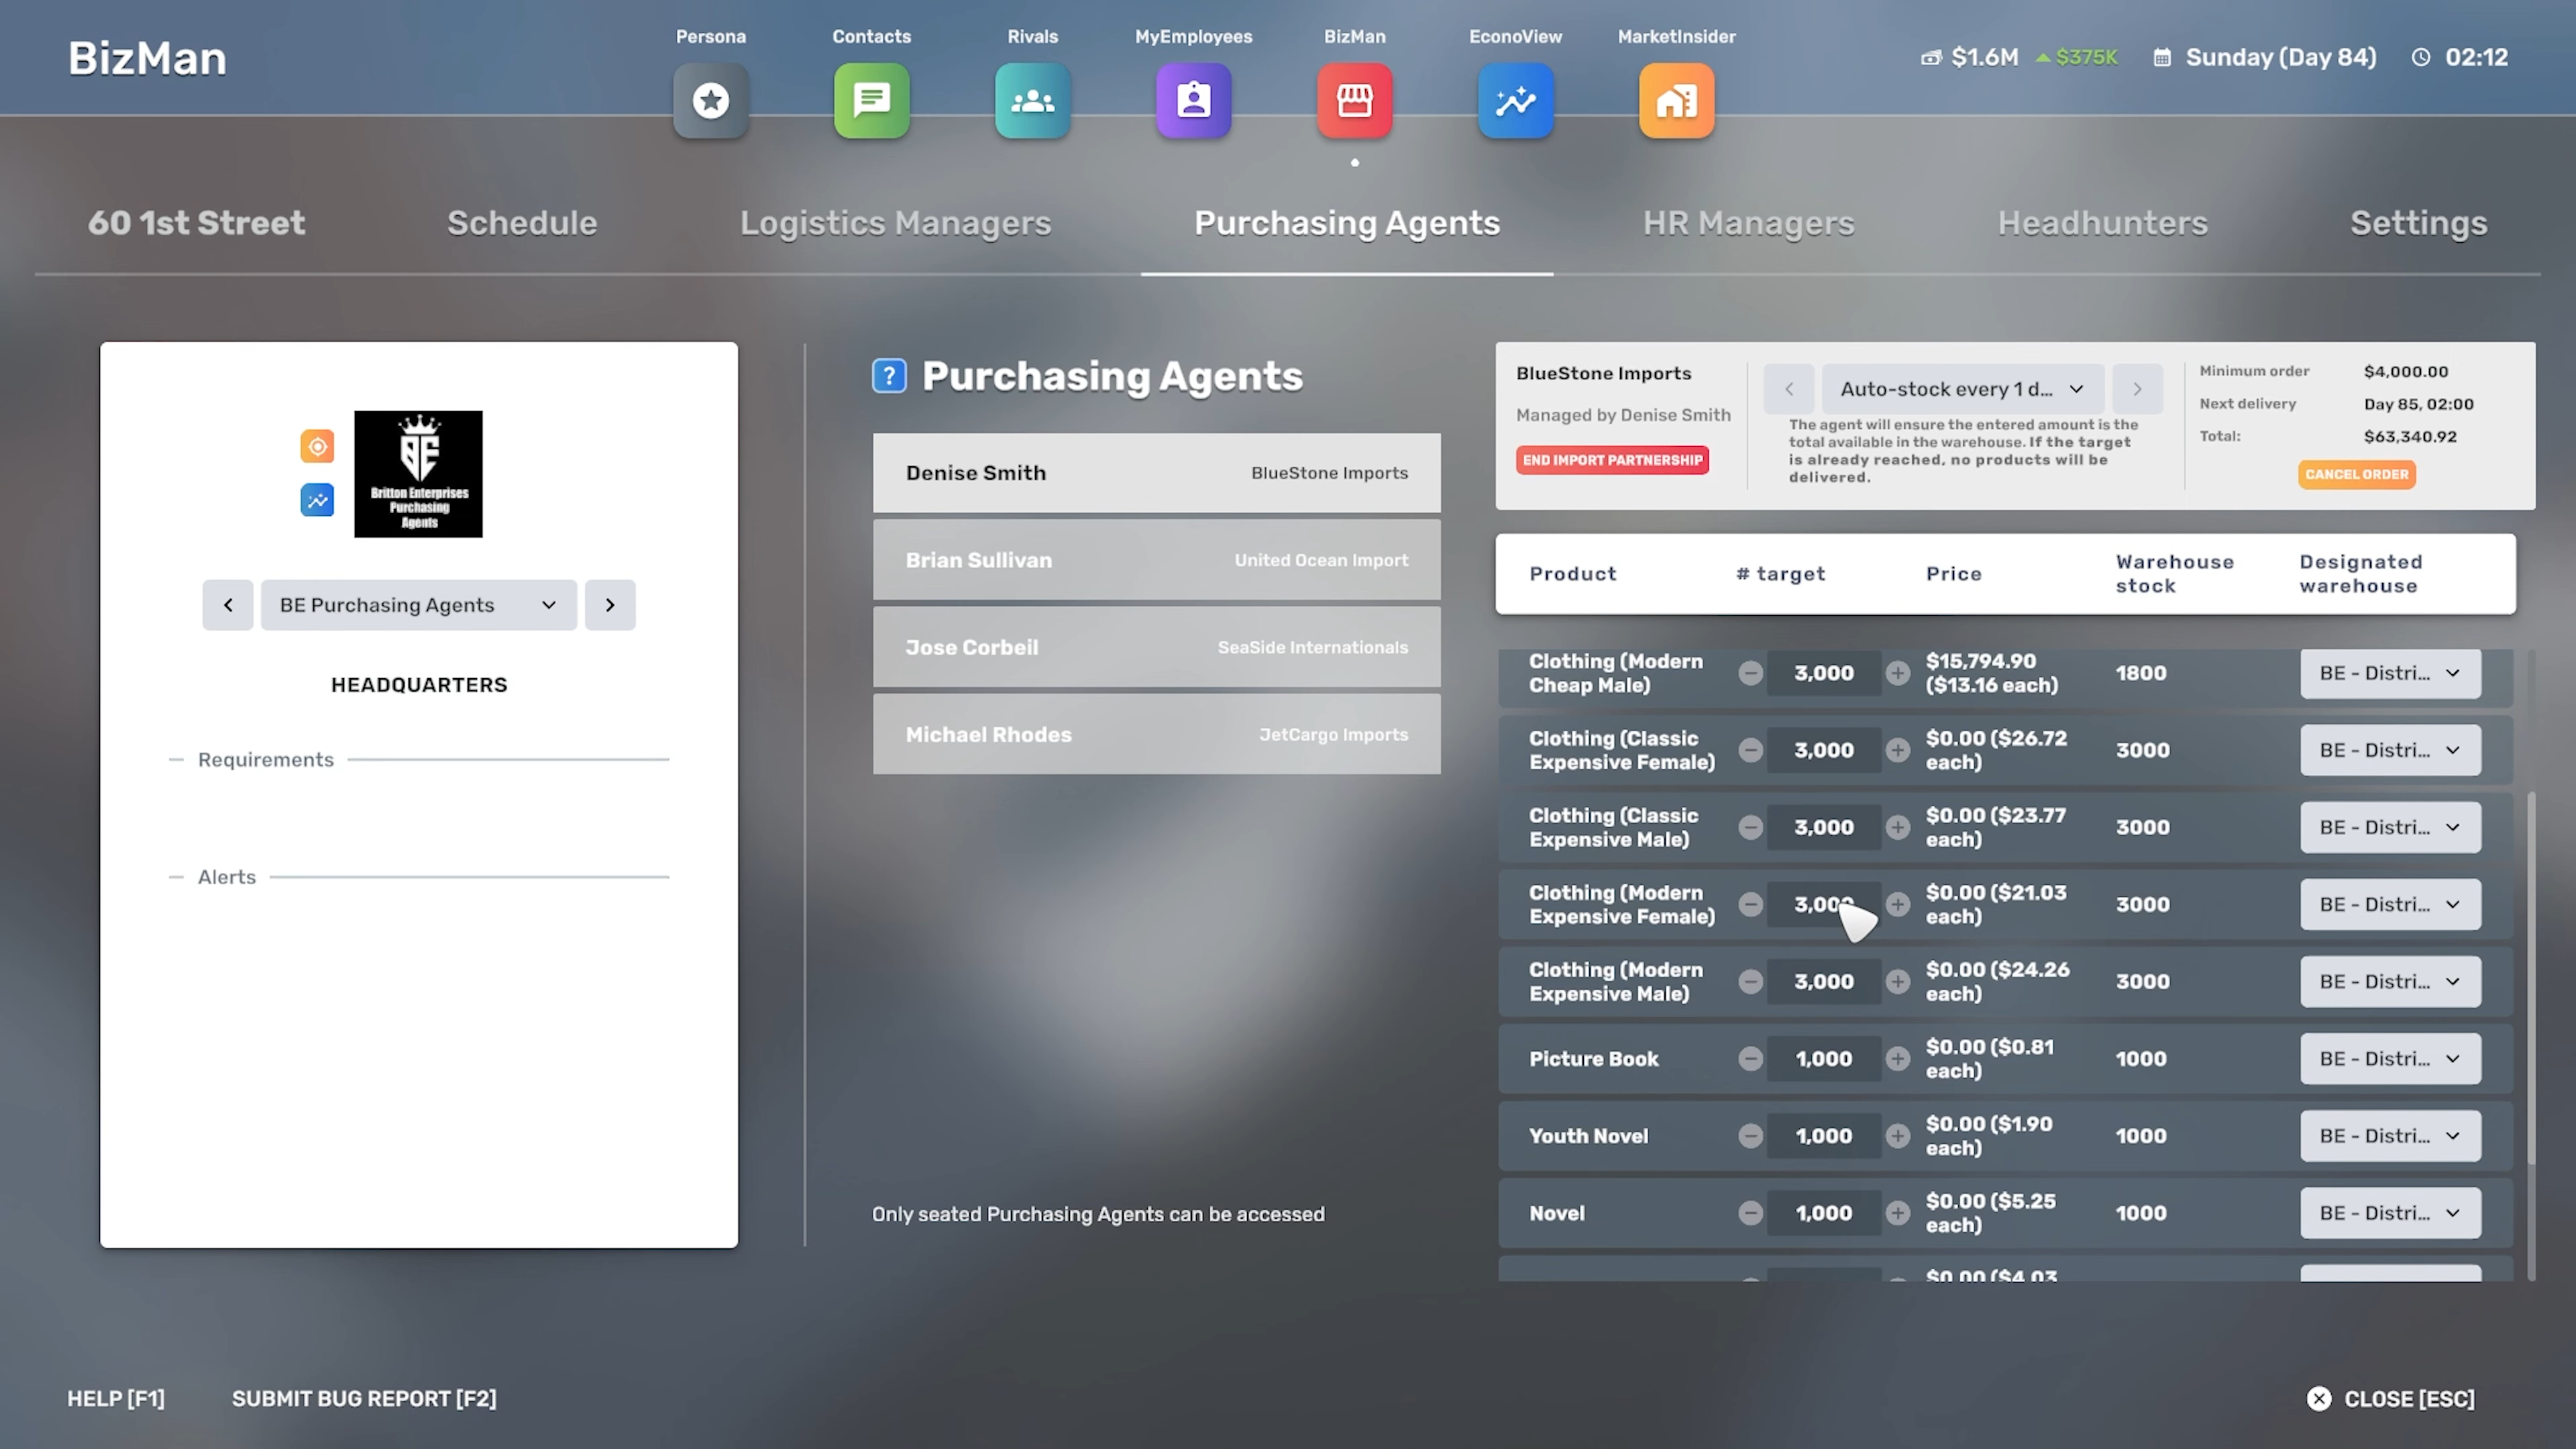 BizMan
Persona
Contacts
Rivals
MyEmployees
BizMan
EconoView
MarketInsider
$1.6M
$375K
Sunday (Day 84)
02:12
60 1st Street
Schedule
Logistics Managers
Purchasing Agents
HR Managers
Headhunters
Settings
BE
Britton Enterprises
Purchasing
Agents
BE Purchasing Agents
HEADQUARTERS
Requirements
Alerts
? Purchasing Agents
Denise Smith BlueStone Imports
Brian Sullivan United Ocean Import
Jose Corbeil SeaSide Internationals
Michael Rhodes JetCargo Imports
Only seated Purchasing Agents can be accessed
BlueStone Imports
Managed by Denise Smith
END IMPORT PARTNERSHIP
Auto-stock every 1 d...
The agent will ensure the entered amount is the
total available in the warehouse. If the target
is already reached, no products will be
delivered.
Minimum order $4,000.00
Next delivery Day 85, 02:00
Total: $63,340.92
CANCEL ORDER
Product
# target
Price
Warehouse
stock
Designated
warehouse
Clothing (Modern
Cheap Male)
3,000
$15,794.90
($13.16 each)
1800
BE - Distri...
Clothing (Classic
Expensive Female)
3,000
$0.00 ($26.72
each)
3000
BE - Distri...
Clothing (Classic
Expensive Male)
3,000
$0.00 ($23.77
each)
3000
BE - Distri...
Clothing (Modern
Expensive Female)
3,000
$0.00 ($21.03
each)
3000
BE - Distri...
Clothing (Modern
Expensive Male)
3,000
$0.00 ($24.26
each)
3000
BE - Distri...
Picture Book
1,000
$0.00 ($0.81
each)
1000
BE - Distri...
Youth Novel
1,000
$0.00 ($1.90
each)
1000
BE - Distri...
Novel
1,000
$0.00 ($5.25
each)
1000
BE - Distri...
$0.00 ($4.03
HELP [F1]
SUBMIT BUG REPORT [F2]
CLOSE [ESC]